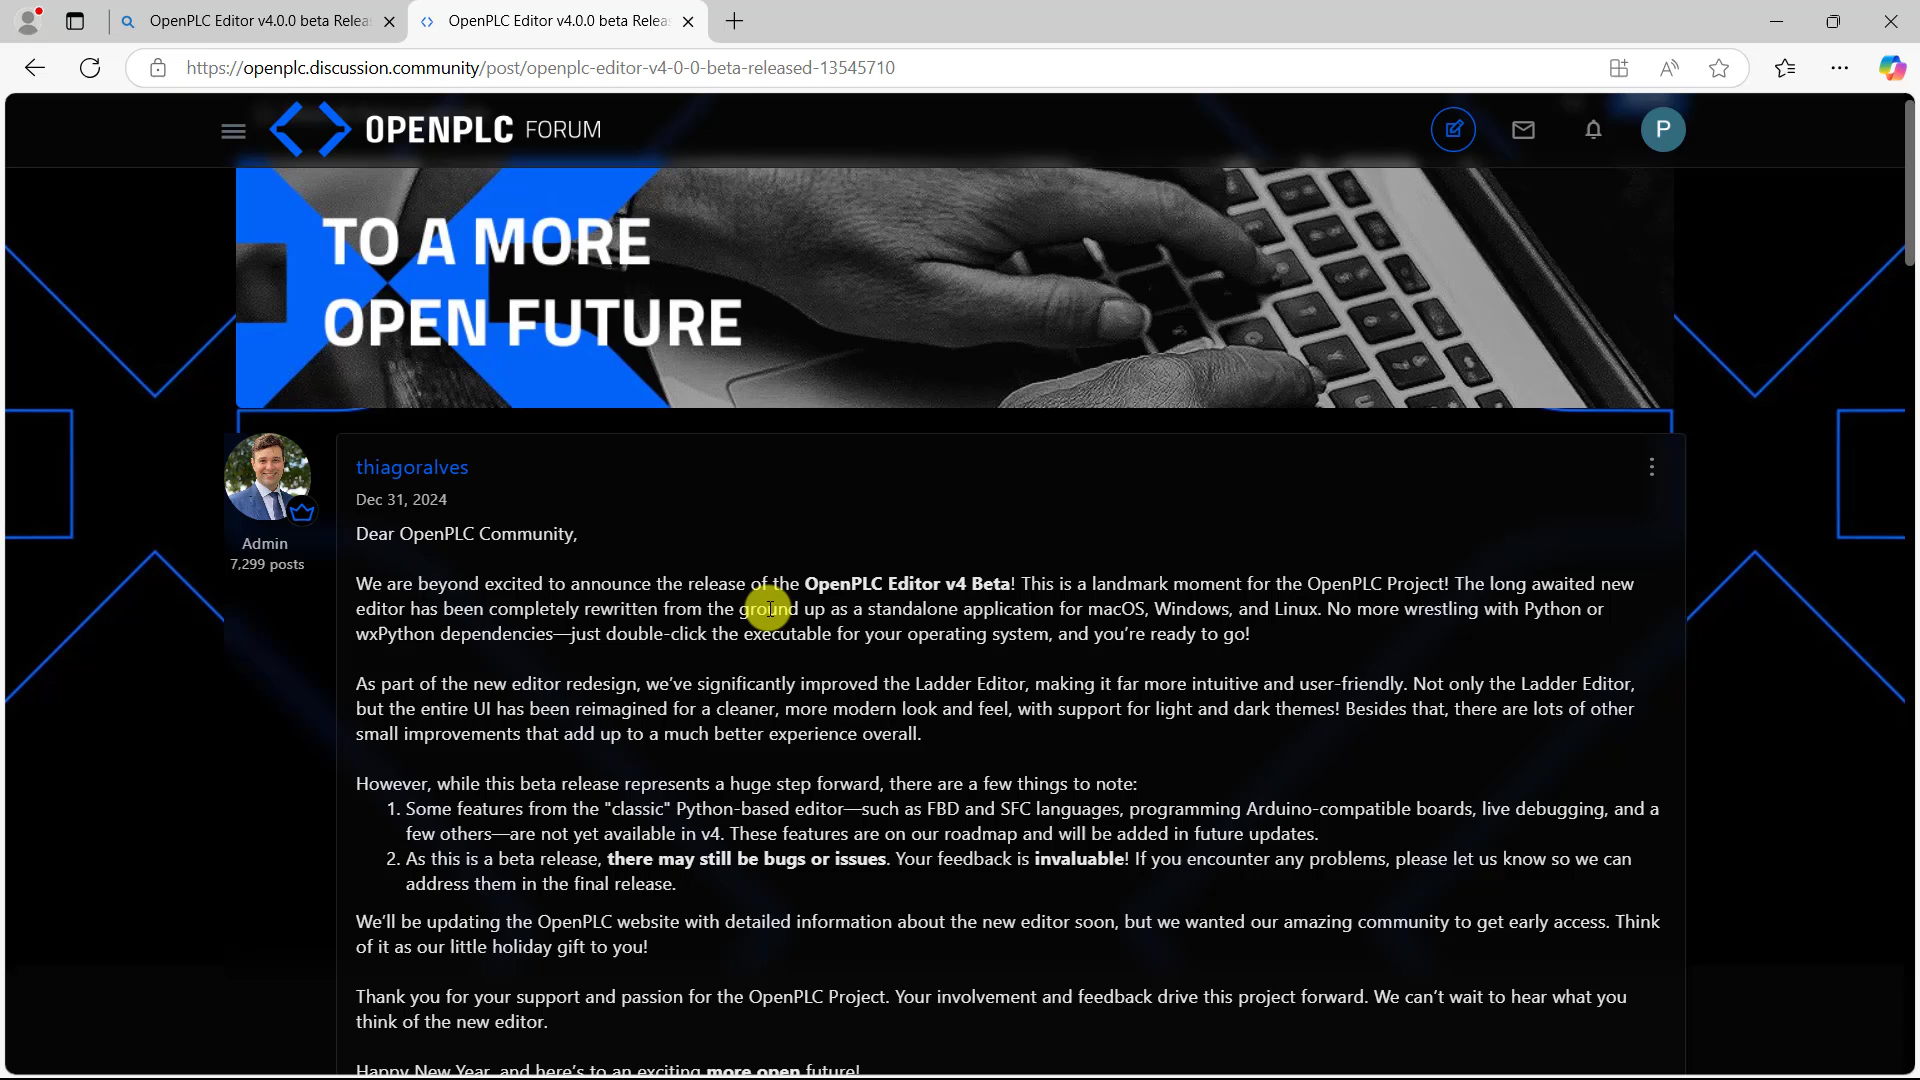 OpenPLC Editor v4.0.0 beta Relea
OpenPLC Editor v4.0.0 beta Relea
https://openplc.discussion.community/post/openplc-editor-v4-0-0-beta-released-13545710
OPENPLC FORUM
P
TO A MORE
OPEN FUTURE
thiagoralves
Dec 31, 2024
Admin
7,299 posts
Dear OpenPLC Community,
We are beyond excited to announce the release of the OpenPLC Editor v4 Beta! This is a landmark moment for the OpenPLC Project! The long awaited new
editor has been completely rewritten from the ground up as a standalone application for macOS, Windows, and Linux. No more wrestling with Python or
wxPython dependencies—just double-click the executable for your operating system, and you’re ready to go!
As part of the new editor redesign, we’ve significantly improved the Ladder Editor, making it far more intuitive and user-friendly. Not only the Ladder Editor,
but the entire UI has been reimagined for a cleaner, more modern look and feel, with support for light and dark themes! Besides that, there are lots of other
small improvements that add up to a much better experience overall.
However, while this beta release represents a huge step forward, there are a few things to note:
1. Some features from the "classic" Python-based editor—such as FBD and SFC languages, programming Arduino-compatible boards, live debugging, and a
few others—are not yet available in v4. These features are on our roadmap and will be added in future updates.
2. As this is a beta release, there may still be bugs or issues. Your feedback is invaluable! If you encounter any problems, please let us know so we can
address them in the final release.
We’ll be updating the OpenPLC website with detailed information about the new editor soon, but we wanted our amazing community to get early access. Think
of it as our little holiday gift to you!
Thank you for your support and passion for the OpenPLC Project. Your involvement and feedback drive this project forward. We can’t wait to hear what you
think of the new editor.
Happy New Year, and here’s to an exciting more open future!